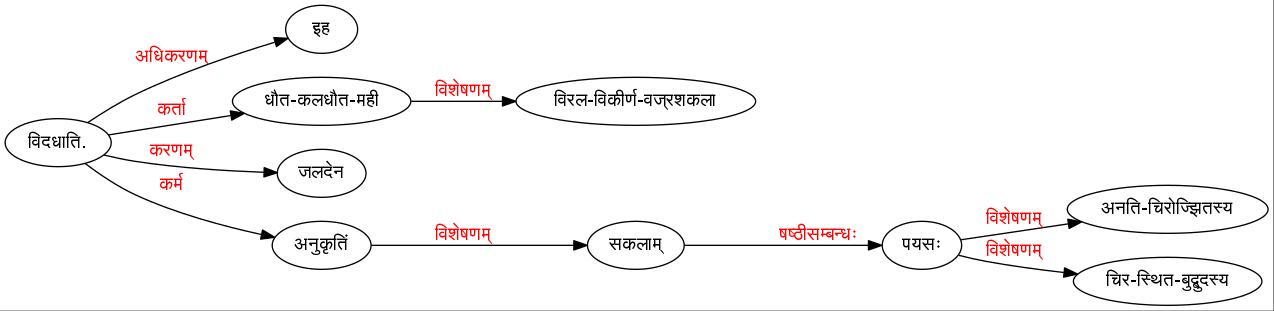 इह
अधिकरणम्
धौत-कलधौत-मही
विशेषणम्
विरल-विकीर्ण-वज्रशकला
कर्ता
विदधाति.
करणम्
जलदेन
कर्म
अनुकृतिं
विशेषणम्
सकलाम्
षष्ठीसम्बन्धः
पयसः
विशेषणम्
अनति-चिरोज्झितस्य
विशेषणम्
चिर-स्थित-बुद्बुदस्य